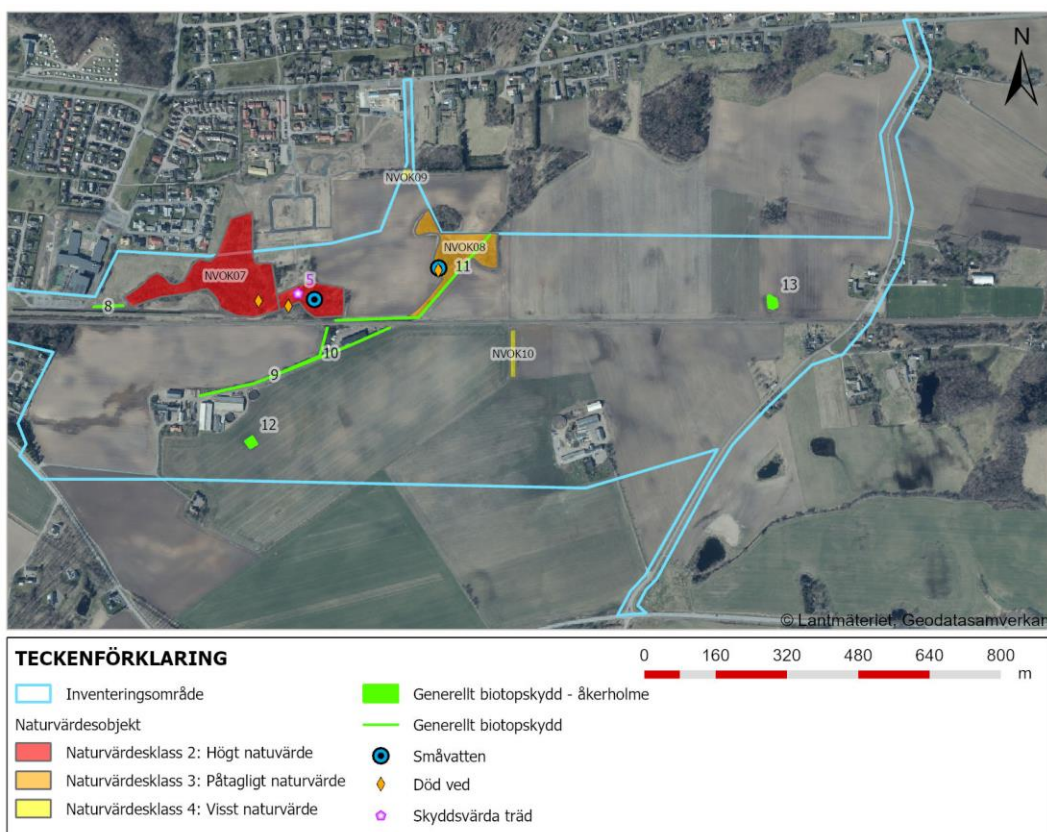 N
NVOK09
NVOK08
NVOK07
5
11
8
13
10
NVOK10
9
12
© Lantmäteriet, Geodatasamverkan
TECKENFÖRKLARING
Inventeringsområde
Naturvärdesobjekt
Naturvärdesklass 2: Högt natuvärde
Naturvärdesklass 3: Påtagligt naturvärde
Naturvärdesklass 4: Visst naturvärde
Generellt biotopskydd - åkerholme
Generellt biotopskydd
Småvatten
Död ved
Skyddsvärda träd
0 160 320 480 640 800
m